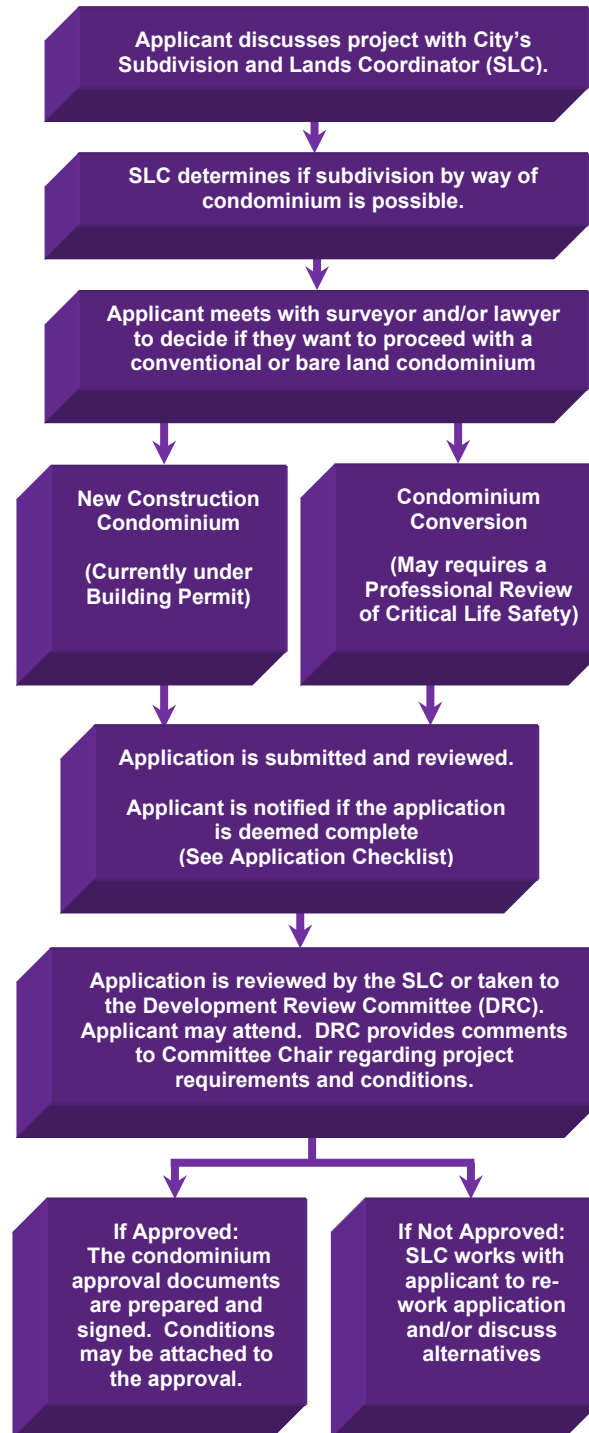 Applicant discusses project with City's
Subdivision and Lands Coordinator (SLC).
SLC determines if subdivision by way of
condominium is possible.
Applicant meets with surveyor and/or lawyer
to decide if they want to proceed with a
conventional or bare land condominium
New Construction
Condominium
(Currently under
Building Permit)
Condominium
Conversion
(May requires a
Professional Review
of Critical Life Safety)
Application is submitted and reviewed.
Applicant is notified if the application
is deemed complete
(See Application Checklist)
Application is reviewed by the SLC or taken to
the Development Review Committee (DRC).
Applicant may attend.  DRC provides comments
to Committee Chair regarding project
requirements and conditions.
If Approved:
The condominium
approval documents
are prepared and
signed.  Conditions
may be attached to
the approval.
If Not Approved:
SLC works with
applicant to re-
work application
and/or discuss
alternatives